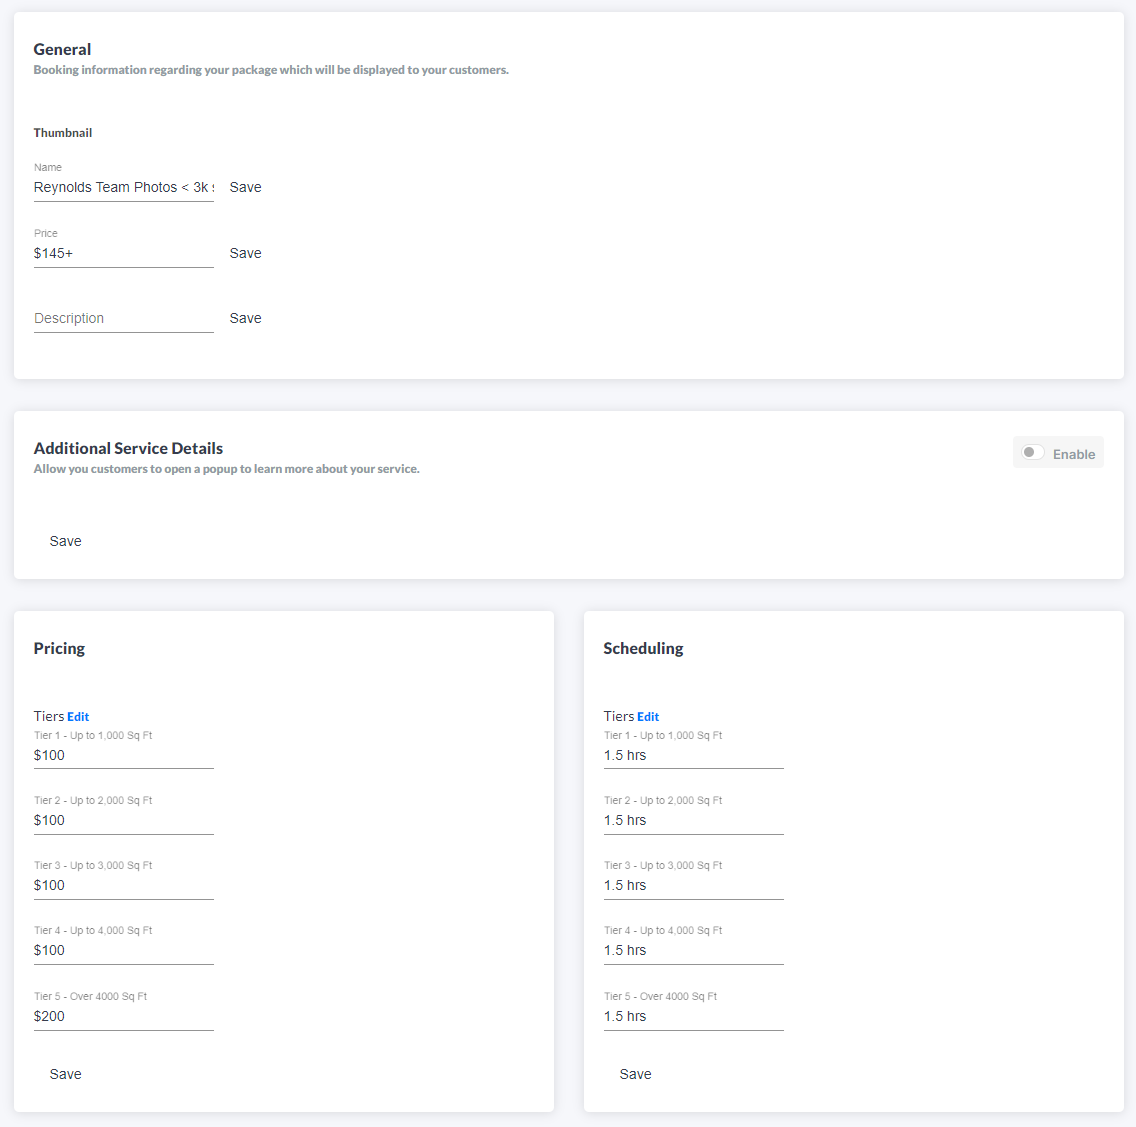 General
Booking information regarding your package which will be displayed to your customers.
Thumbnail
Name
Reynolds Team Photos < 3k Save
Price
$145+ Save
Description Save
Additional Service Details
Allow you customers to open a popup to learn more about your service.
Enable
Save
Pricing
Tiers Edit
Tier 1 - Up to 1,000 Sq Ft
$100
Tier 2 - Up to 2,000 Sq Ft
$100
Tier 3 - Up to 3,000 Sq Ft
$100
Tier 4 - Up to 4,000 Sq Ft
$100
Tier 5 - Over 4000 Sq Ft
$200
Save
Scheduling
Tiers Edit
Tier 1 - Up to 1,000 Sq Ft
1.5 hrs
Tier 2 - Up to 2,000 Sq Ft
1.5 hrs
Tier 3 - Up to 3,000 Sq Ft
1.5 hrs
Tier 4 - Up to 4,000 Sq Ft
1.5 hrs
Tier 5 - Over 4000 Sq Ft
1.5 hrs
Save